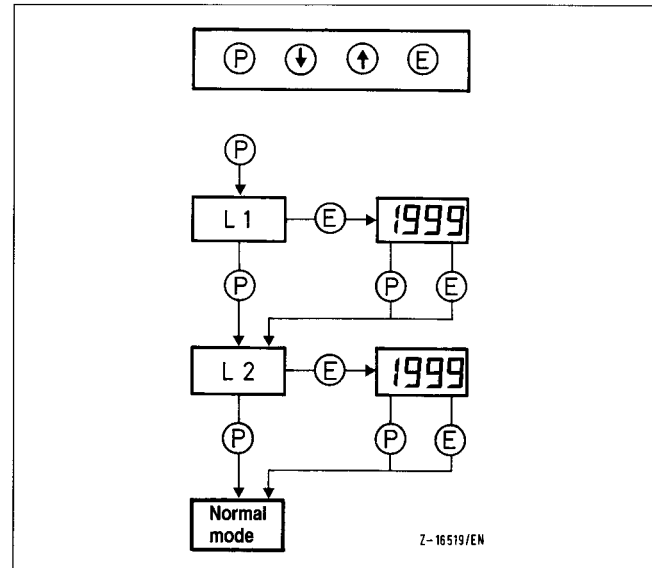 P ↓ ↑ E
P
L 1 E 1999
P P E
L 2 E 1999
P P E
Normal
mode
Z-16519/EN